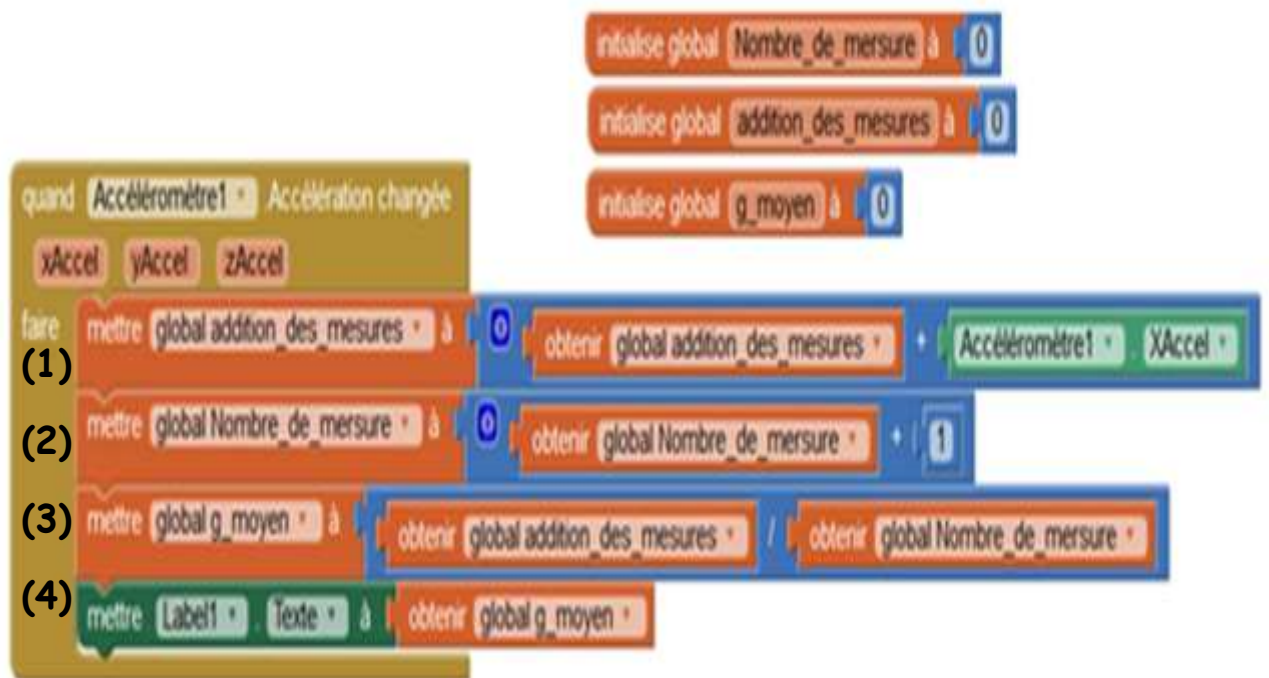 initialise global Nombre_de_mersure à 0
initialise global addition_des_mesures à 0
initialise global g_moyen à 0
quand Accéléromètre1 . Accélération changée
xAccel yAccel zAccel
faire
(1) mettre global addition_des_mesures à obtenir global addition_des_mesures + Accéléromètre1 . XAccel
(2) mettre global Nombre_de_mersure à obtenir global Nombre_de_mersure + 1
(3) mettre global g_moyen à obtenir global addition_des_mesures / obtenir global Nombre_de_mersure
(4) mettre Label1 . Texte à obtenir global g_moyen